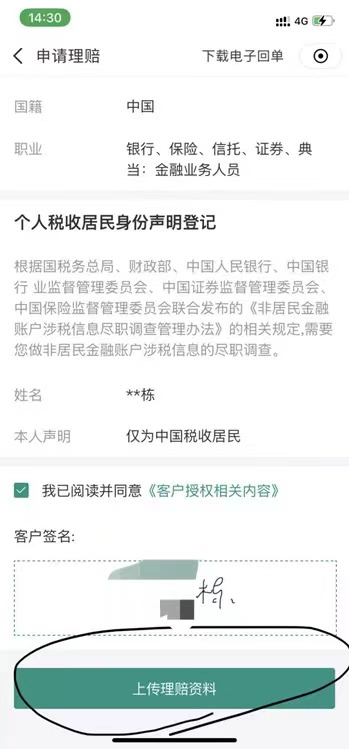 14:30
4G
申请理赔
下载电子回单
国籍 中国
职业 银行、保险、信托、证券、典
当：金融业务人员
个人税收居民身份声明登记
根据国税务总局、财政部、中国人民银行、中国银
行 业监督管理委员会、中国证券监督管理委员会、
中国保险监督管理委员会联合发布的《非居民金融
账户涉税信息尽职调查管理办法》的相关规定,需要
您做非居民金融账户涉税信息的尽职调查。
姓名 **栋
本人声明 仅为中国税收居民
我已阅读并同意《客户授权相关内容》
客户签名:
栋
上传理赔资料